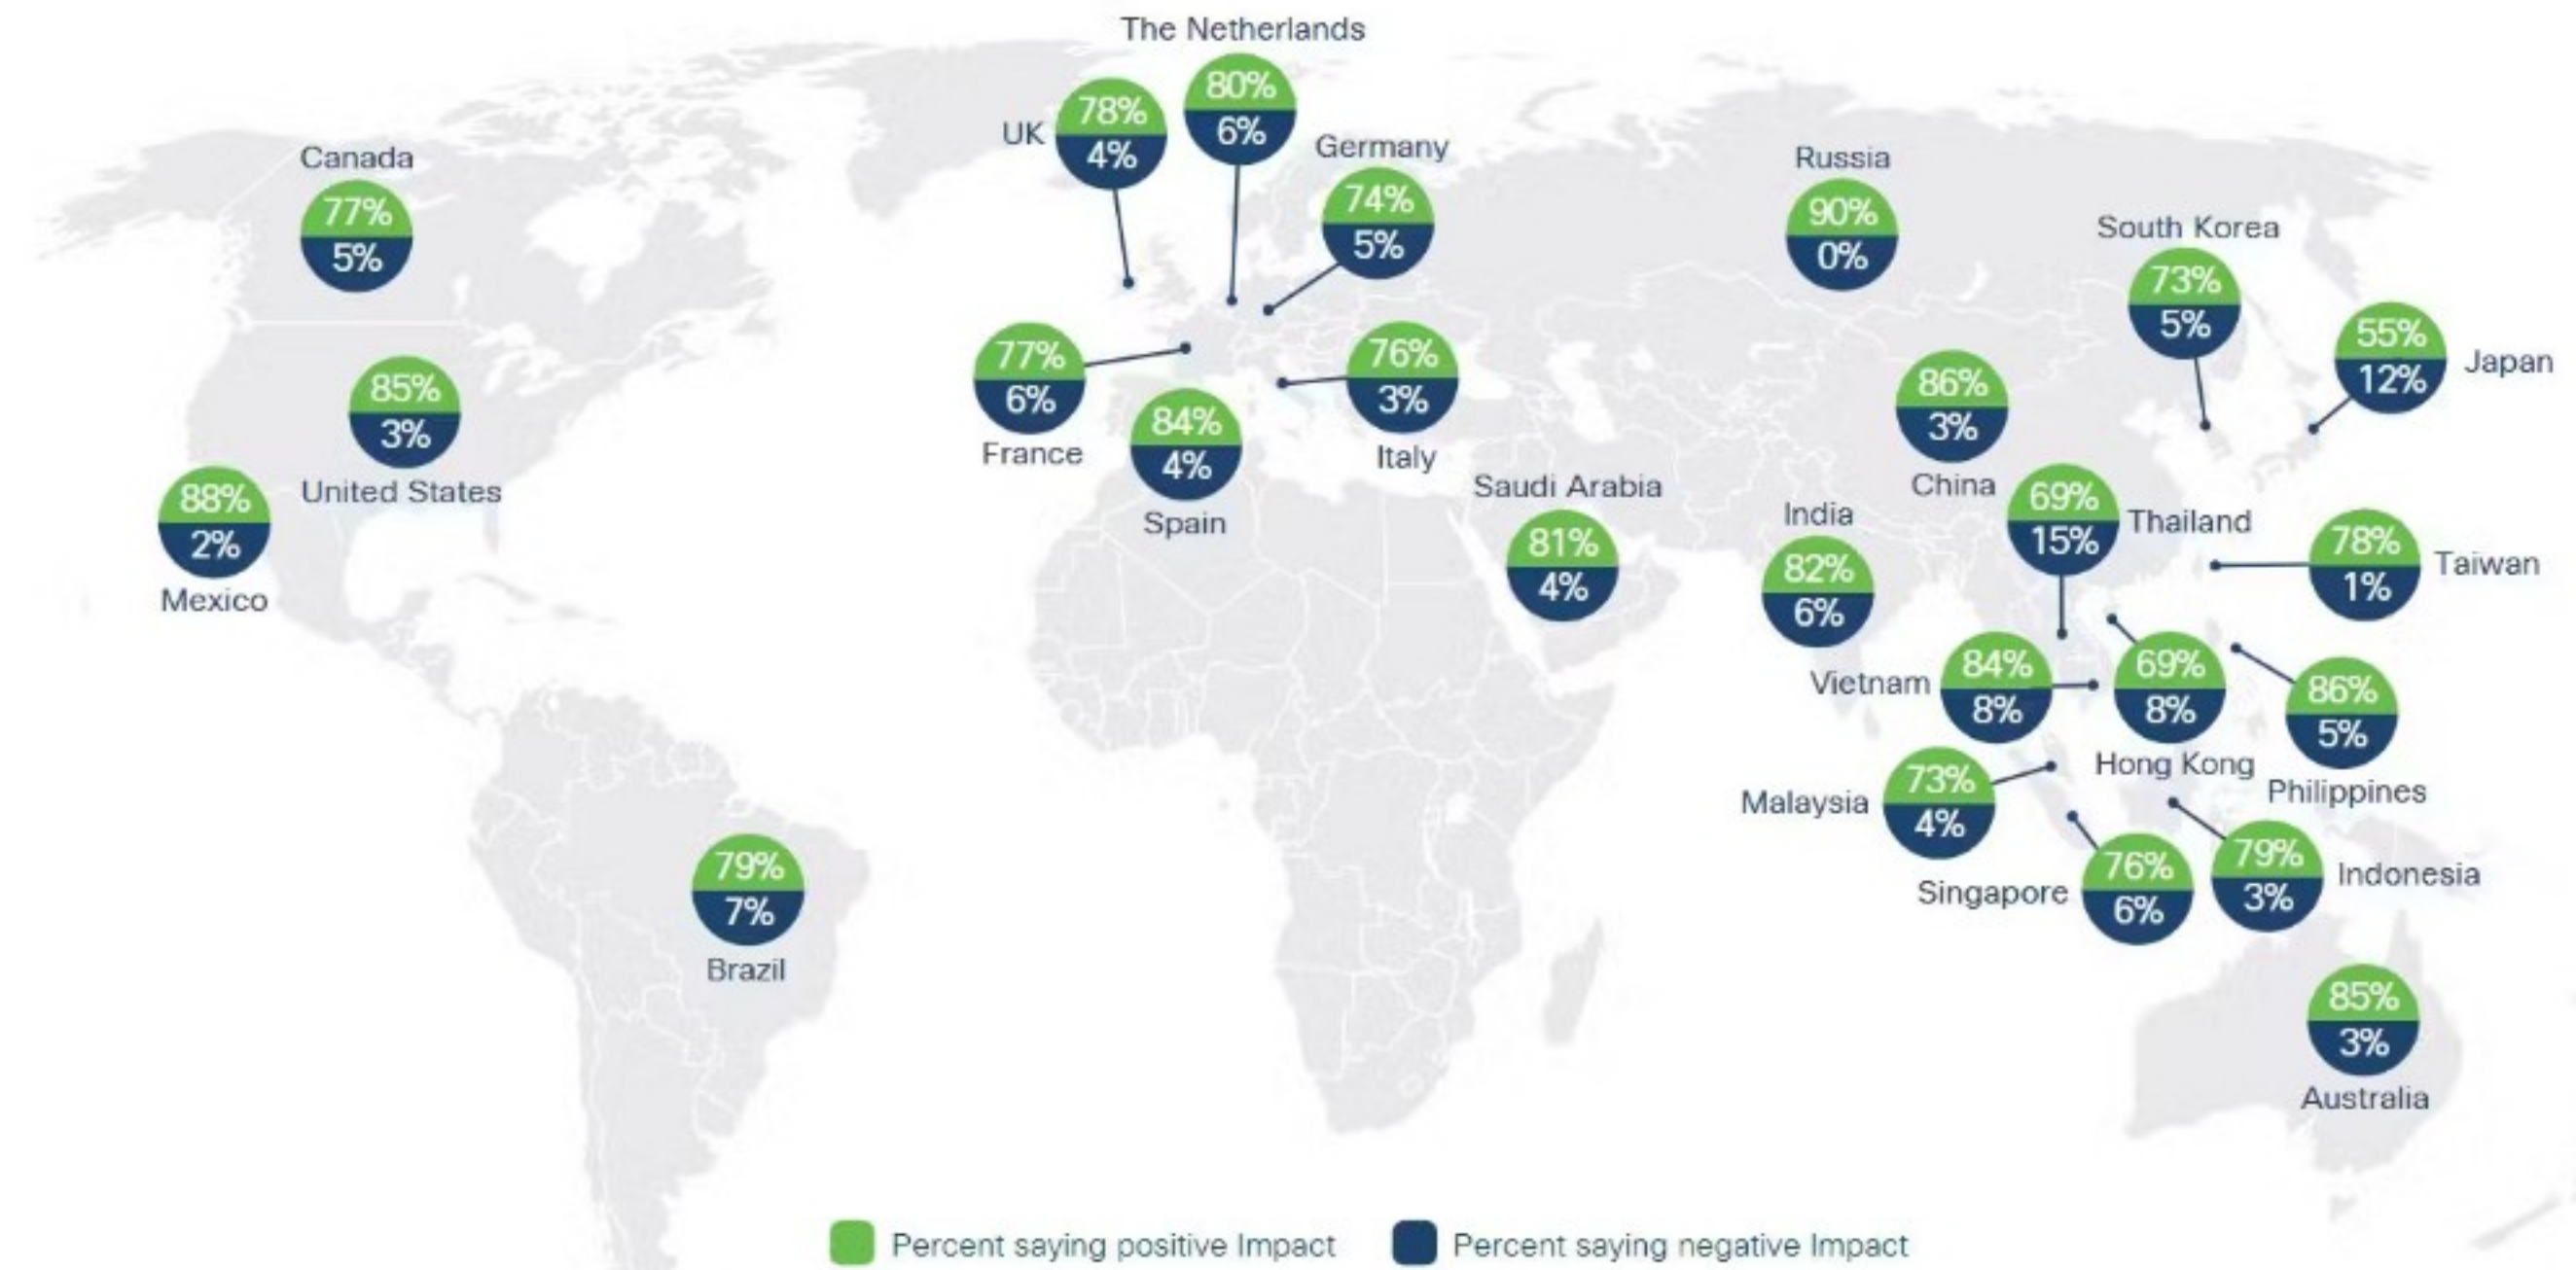 The Netherlands
80%
6%
UK
78%
4%
Germany
74%
5%
Canada
77%
5%
Russia
90%
0%
South Korea
73%
5%
55%
12%
Japan
77%
6%
France
76%
3%
Italy
85%
3%
United States
86%
3%
China
84%
4%
Spain
88%
2%
Mexico
Saudi Arabia
81%
4%
India
82%
6%
69%
15%
Thailand
78%
1%
Taiwan
Vietnam
84%
8%
69%
8%
Hong Kong
86%
5%
Philippines
Malaysia
73%
4%
Singapore
76%
6%
79%
3%
Indonesia
79%
7%
Brazil
85%
3%
Australia
Percent saying positive Impact
Percent saying negative Impact